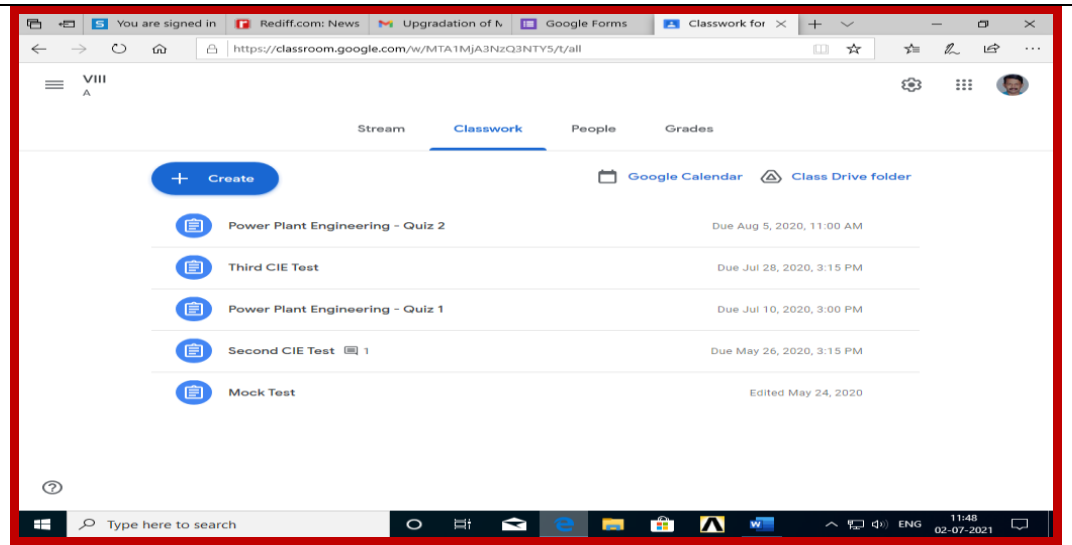 You are signed in
Rediff.com: News
Upgradation of N
Google Forms
Classwork for
https://classroom.google.com/w/MTA1MjA3NzQ3NTY5/t/all
VIII
A
Stream Classwork People Grades
+ Create
Google Calendar
Class Drive folder
Power Plant Engineering - Quiz 2 Due Aug 5, 2020, 11:00 AM
Third CIE Test Due Jul 28, 2020, 3:15 PM
Power Plant Engineering - Quiz 1 Due Jul 10, 2020, 3:00 PM
Second CIE Test 1 Due May 26, 2020, 3:15 PM
Mock Test Edited May 24, 2020
Type here to search
ENG
11:48
02-07-2021